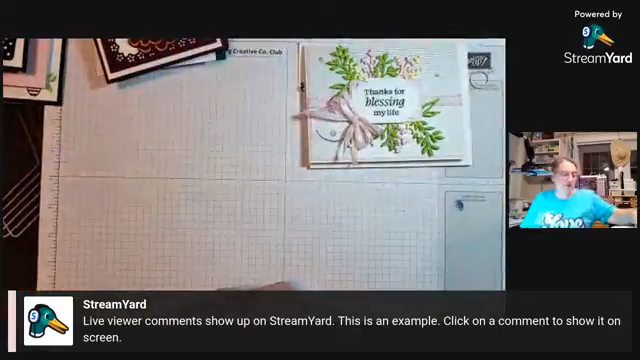 Powered by
StreamYard
Creative Co. Club
Thanks for
blessing
my life
StreamYard
Live viewer comments show up on StreamYard. This is an example. Click on a comment to show it on
screen.